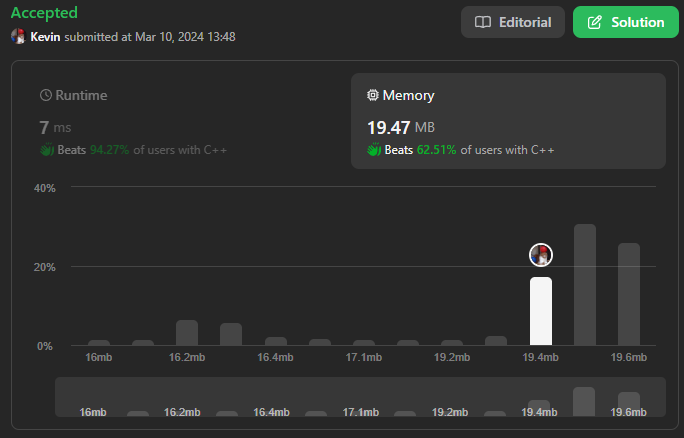 Accepted
Editorial
Solution
Kevin submitted at Mar 10, 2024 13:48
Runtime
Memory
7 ms
19.47 MB
Beats 94.27% of users with C++
Beats 62.51% of users with C++
40%
20%
0%
16mb 16.2mb 16.4mb 17.1mb 19.2mb 19.4mb 19.6mb
16mb 16.2mb 16.4mb 17.1mb 19.2mb 19.4mb 19.6mb